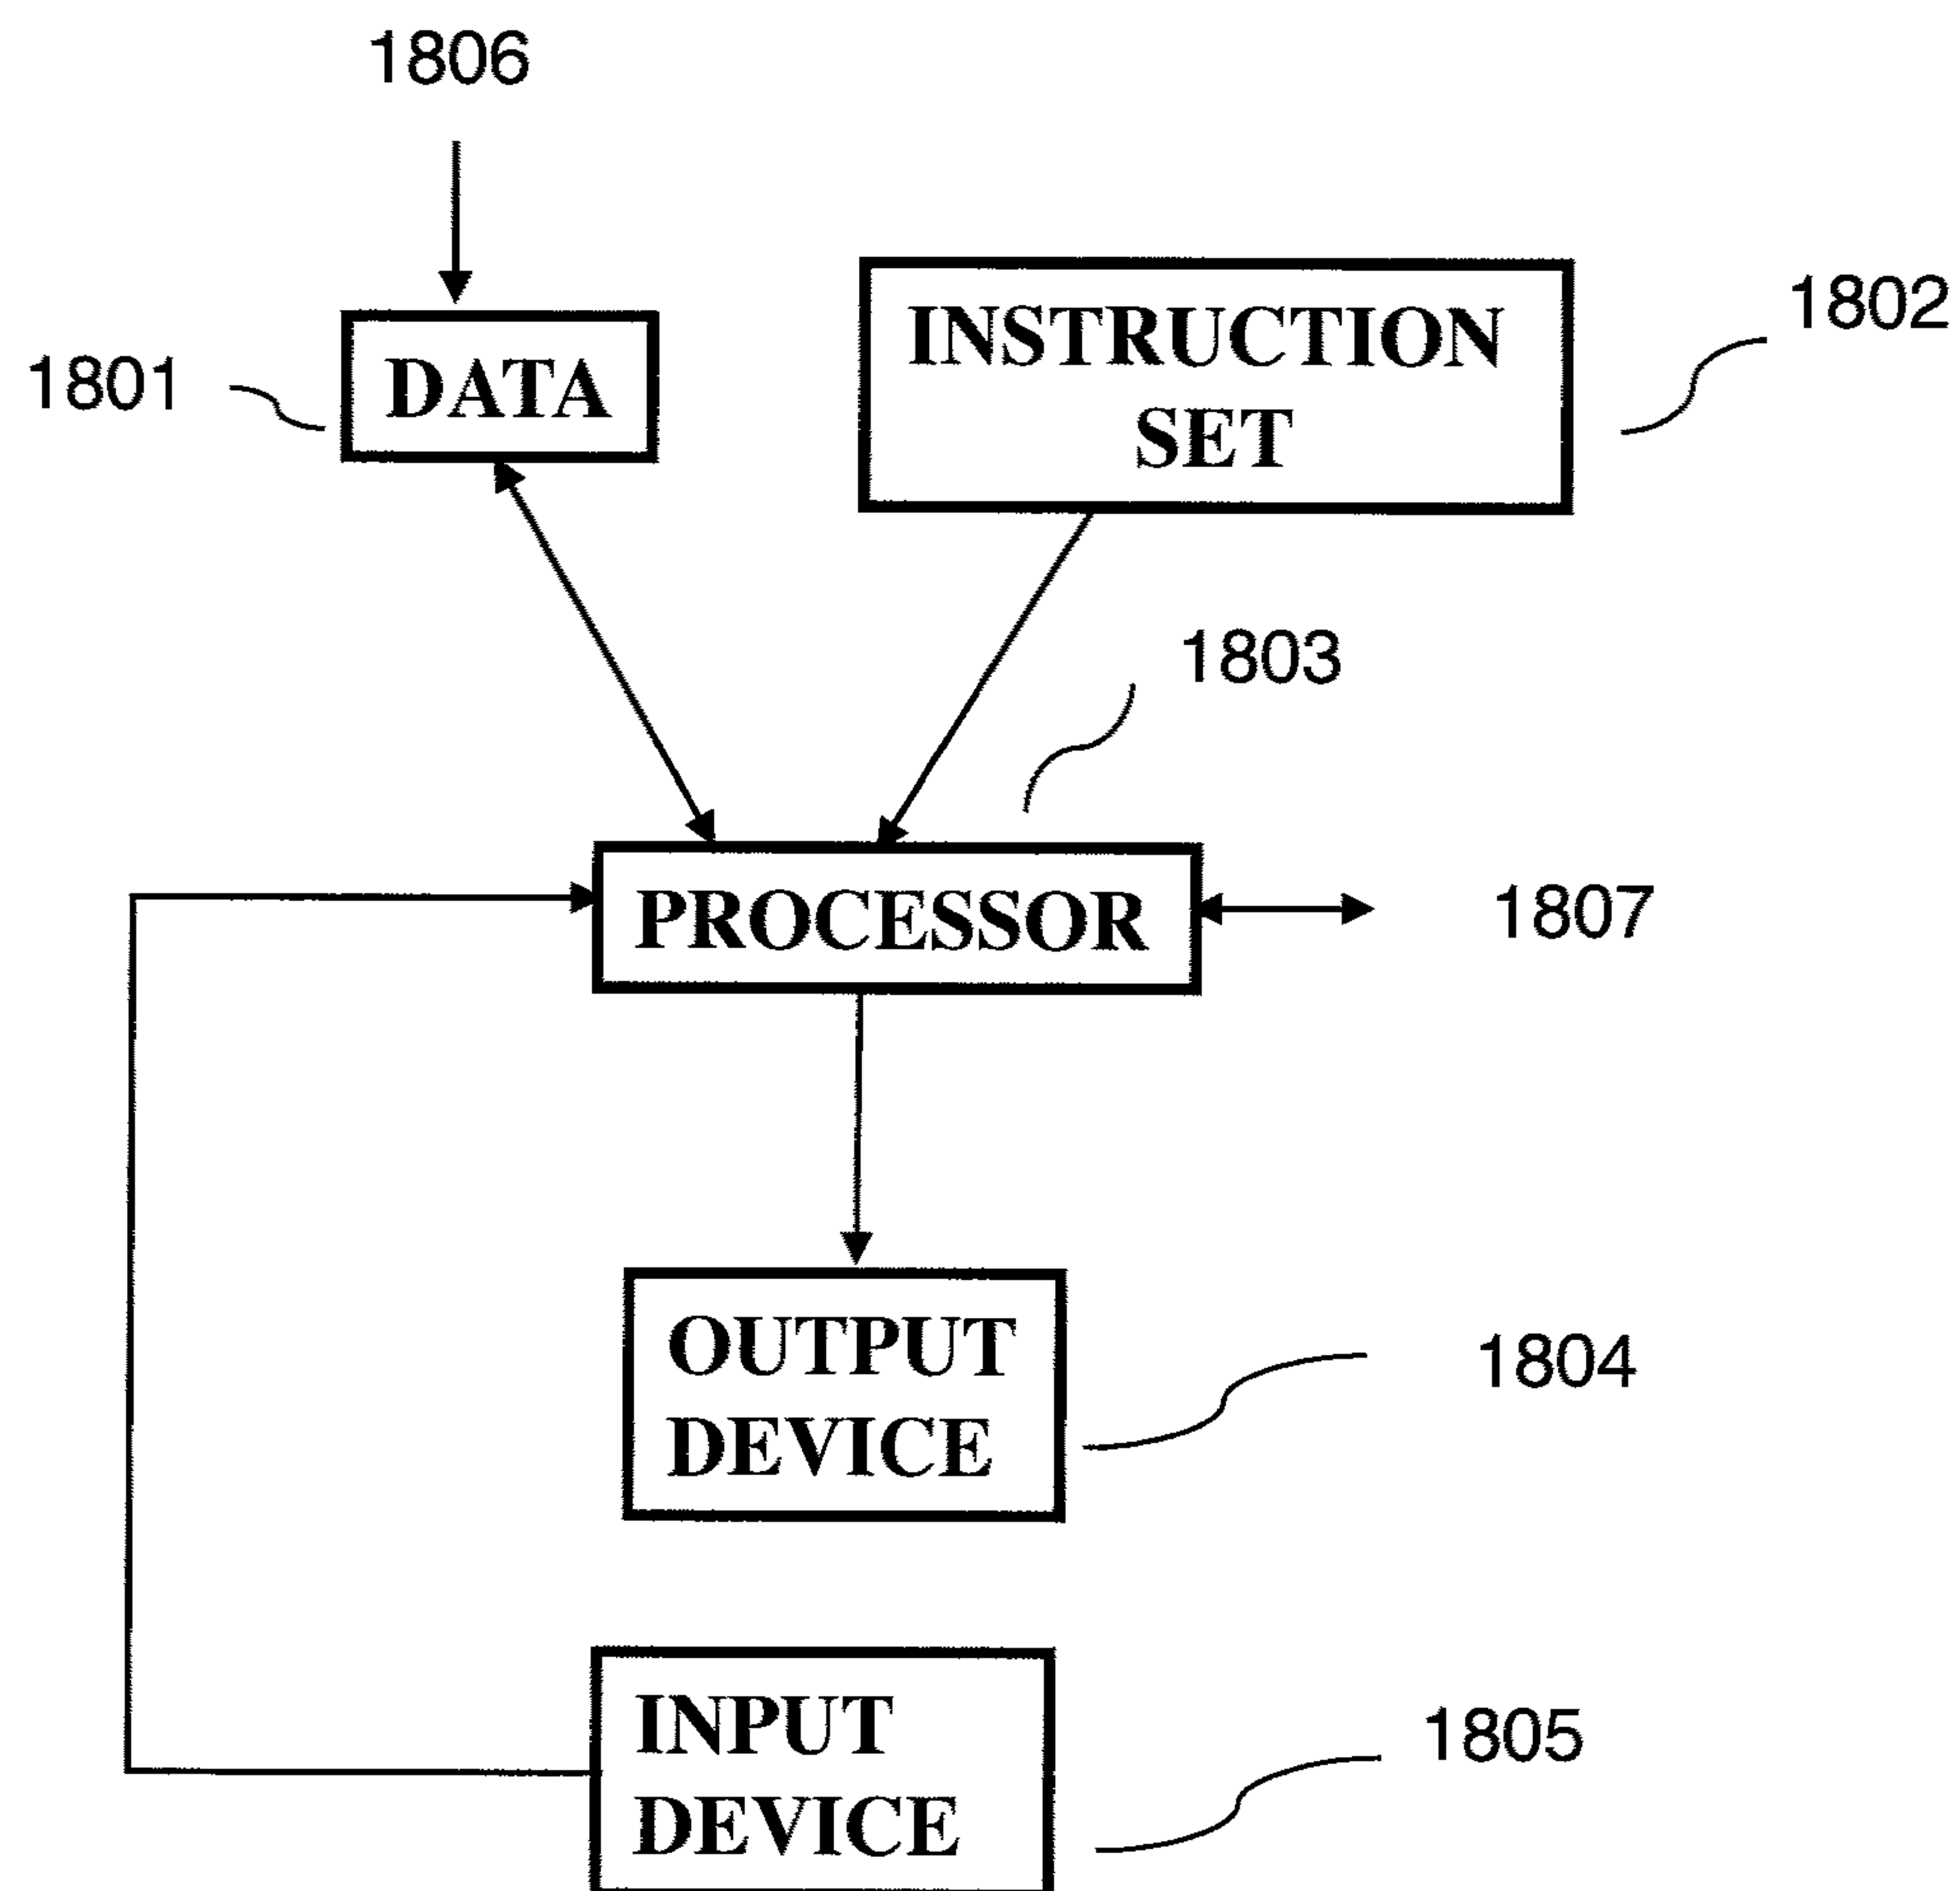 1806
1801
DATA
INSTRUCTION
SET
1802
1803
PROCESSOR
1807
OUTPUT
DEVICE
1804
INPUT
DEVICE
1805